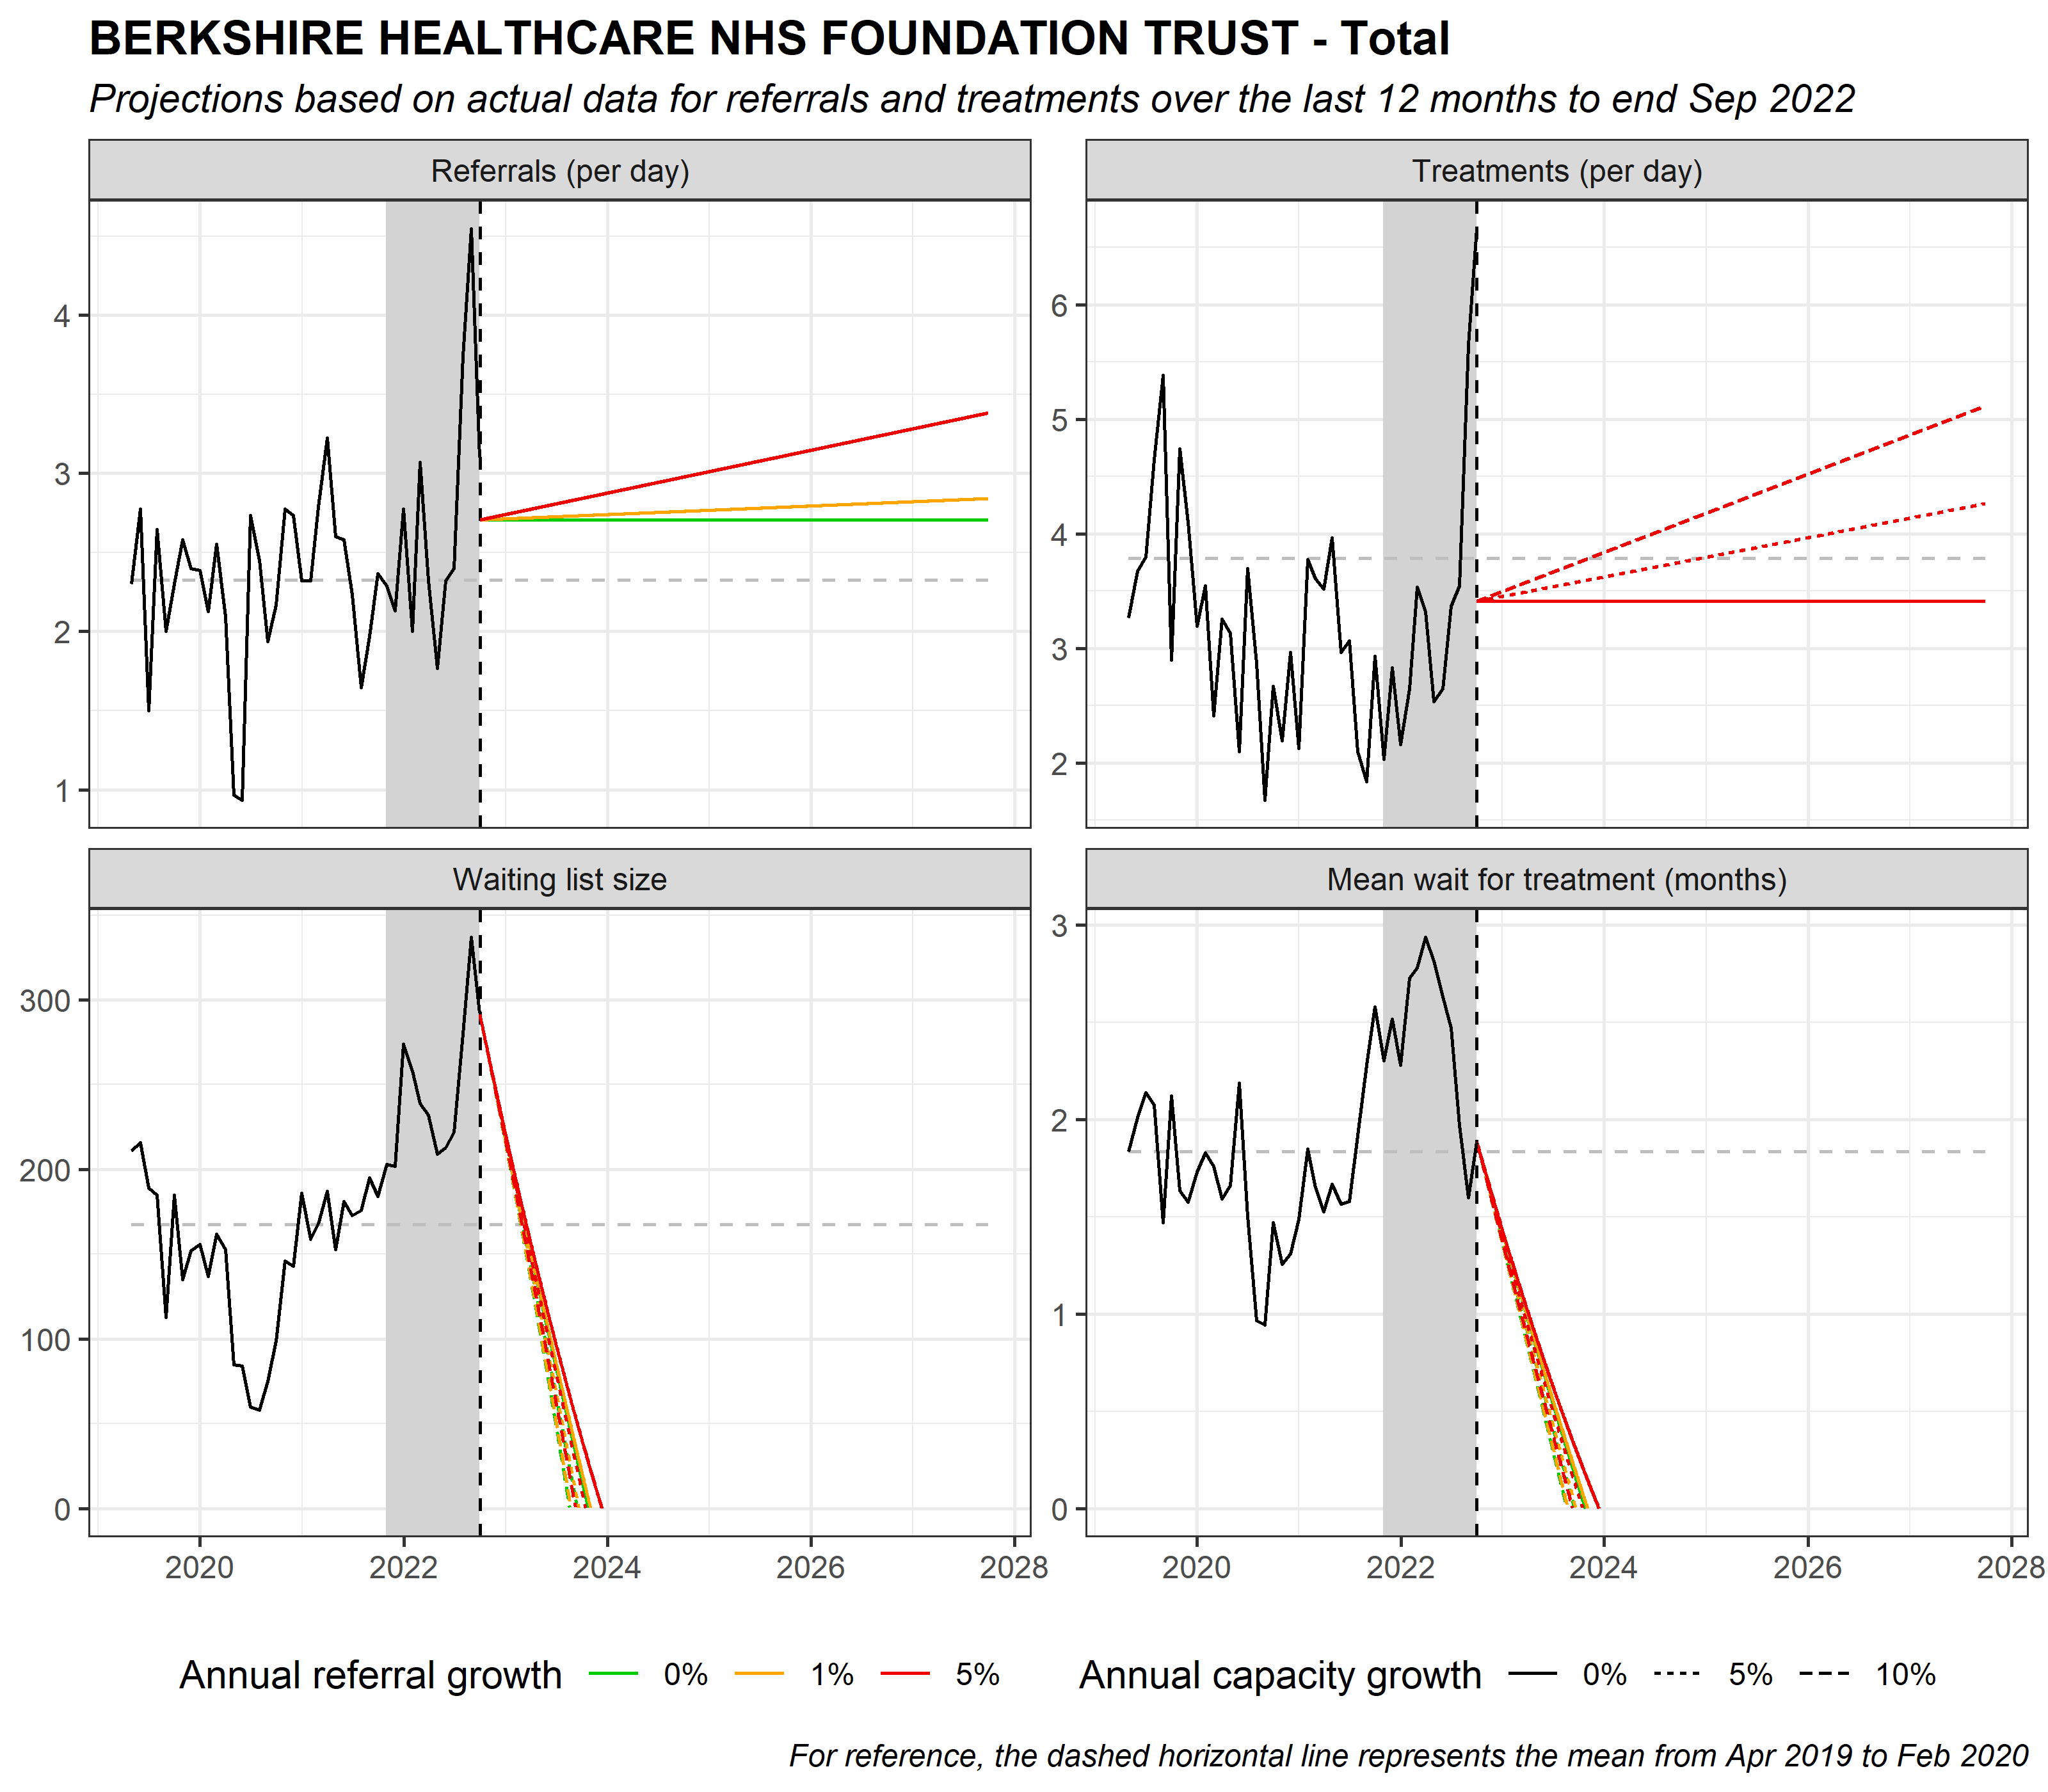 BERKSHIRE HEALTHCARE NHS FOUNDATION TRUST - Total
Projections based on actual data for referrals and treatments over the last 12 months to end Sep 2022
Referrals (per day)
4
3
2
1
Treatments (per day)
6
5
4
3
2
Waiting list size
300
200
100
0
2020 2022 2024 2026 2028
Mean wait for treatment (months)
3
2
1
0
2020 2022 2024 2026 2028
Annual referral growth 0% 1% 5%
Annual capacity growth 0% 5% 10%
For reference, the dashed horizontal line represents the mean from Apr 2019 to Feb 2020